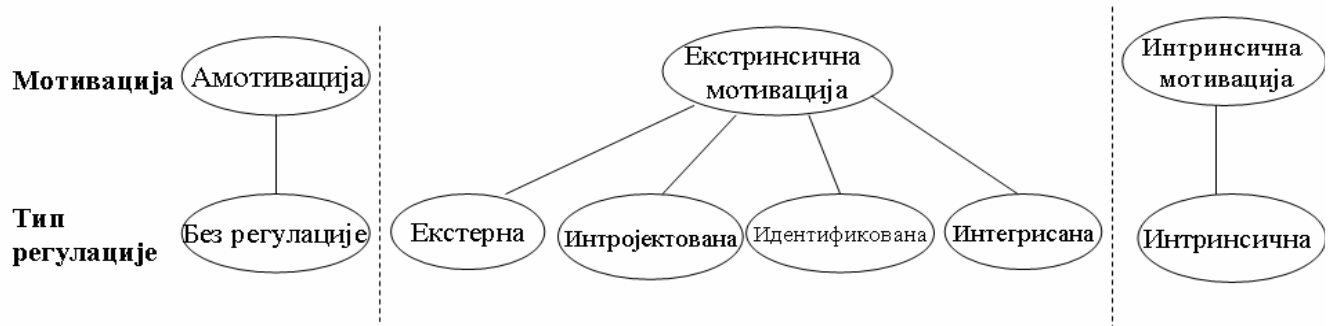 Мотивација
Амотивација
Екстринсична
мотивација
Интринсична
мотивација
Тип
регулације
Без регулације
Екстерна
Интројектована
Идентификована
Интегрисана
Интринсична